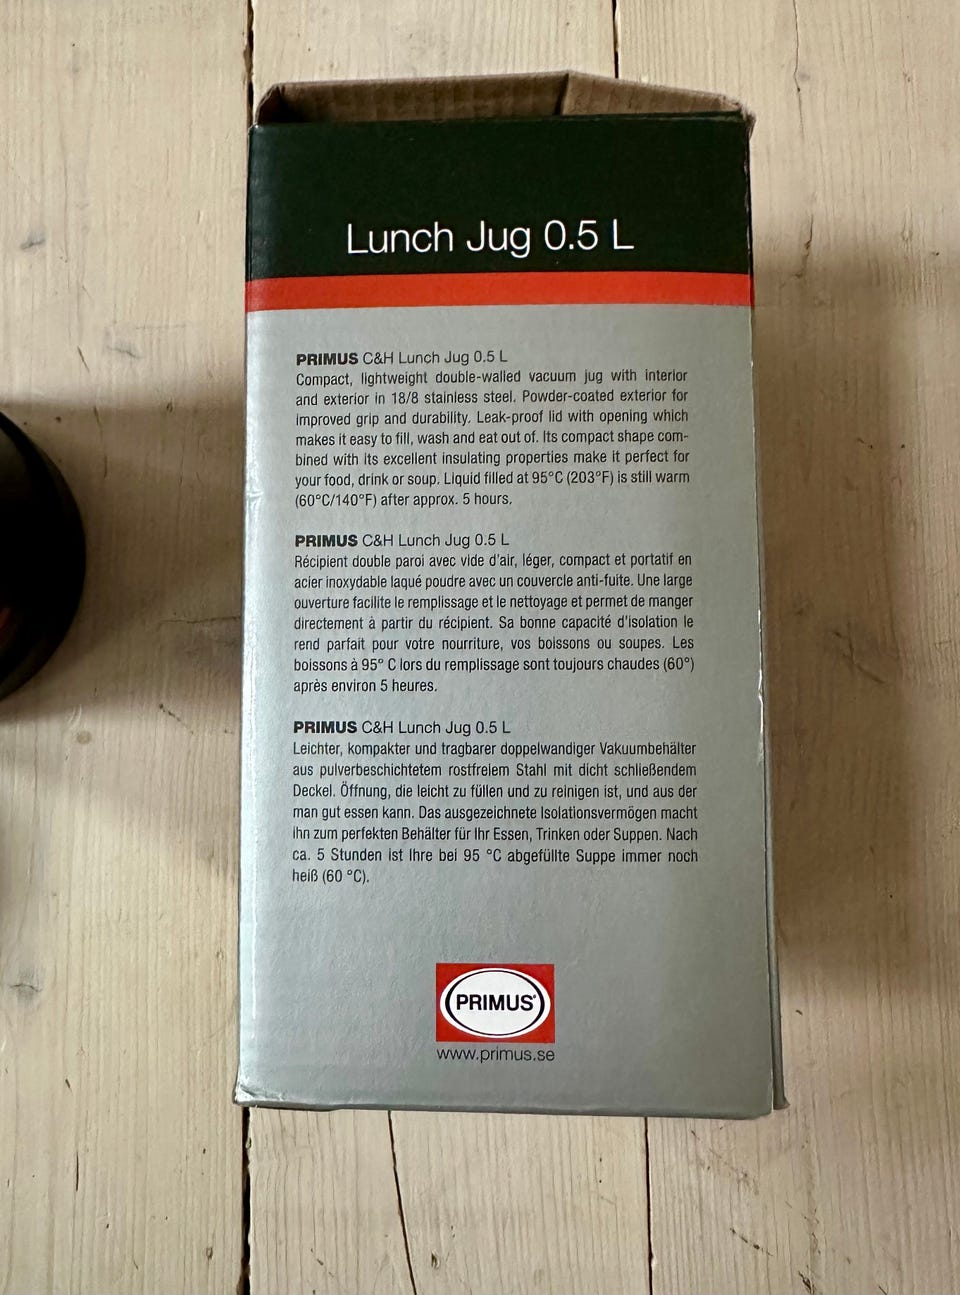 Lunch Jug 0.5 L
PRIMUS C&H Lunch Jug 0.5 L
Compact, lightweight double-walled vacuum jug with interior
and exterior in 18/8 stainless steel. Powder-coated exterior for
improved grip and durability. Leak-proof lid with opening which
makes it easy to fill, wash and eat out of. Its compact shape com-
bined with its excellent insulating properties make it perfect for
your food, drink or soup. Liquid filled at 95°C (203°F) is still warm
(60°C/140°F) after approx. 5 hours.
PRIMUS C&H Lunch Jug 0.5 L
Récipient double paroi avec vide d'air, léger, compact et portatif en
acier inoxydable laqué poudre avec un couvercle anti-fuite. Une large
ouverture facilite le remplissage et le nettoyage et permet de manger
directement à partir du récipient. Sa bonne capacité d'isolation le
rend parfait pour votre nourriture, vos boissons ou soupes. Les
boissons à 95° C lors du remplissage sont toujours chaudes (60°)
après environ 5 heures.
PRIMUS C&H Lunch Jug 0.5 L
Leichter, kompakter und tragbarer doppelwandiger Vakuumbehälter
aus pulverbeschichtetem rostfreiem Stahl mit dicht schließendem
Deckel. Öffnung, die leicht zu füllen und zu reinigen ist, und aus der
man gut essen kann. Das ausgezeichnete Isolationsvermögen macht
ihn zum perfekten Behälter für Ihr Essen, Trinken oder Suppen. Nach
ca. 5 Stunden ist Ihre bei 95 °C abgefüllte Suppe immer noch
heiß (60 °C).
PRIMUS®
www.primus.se